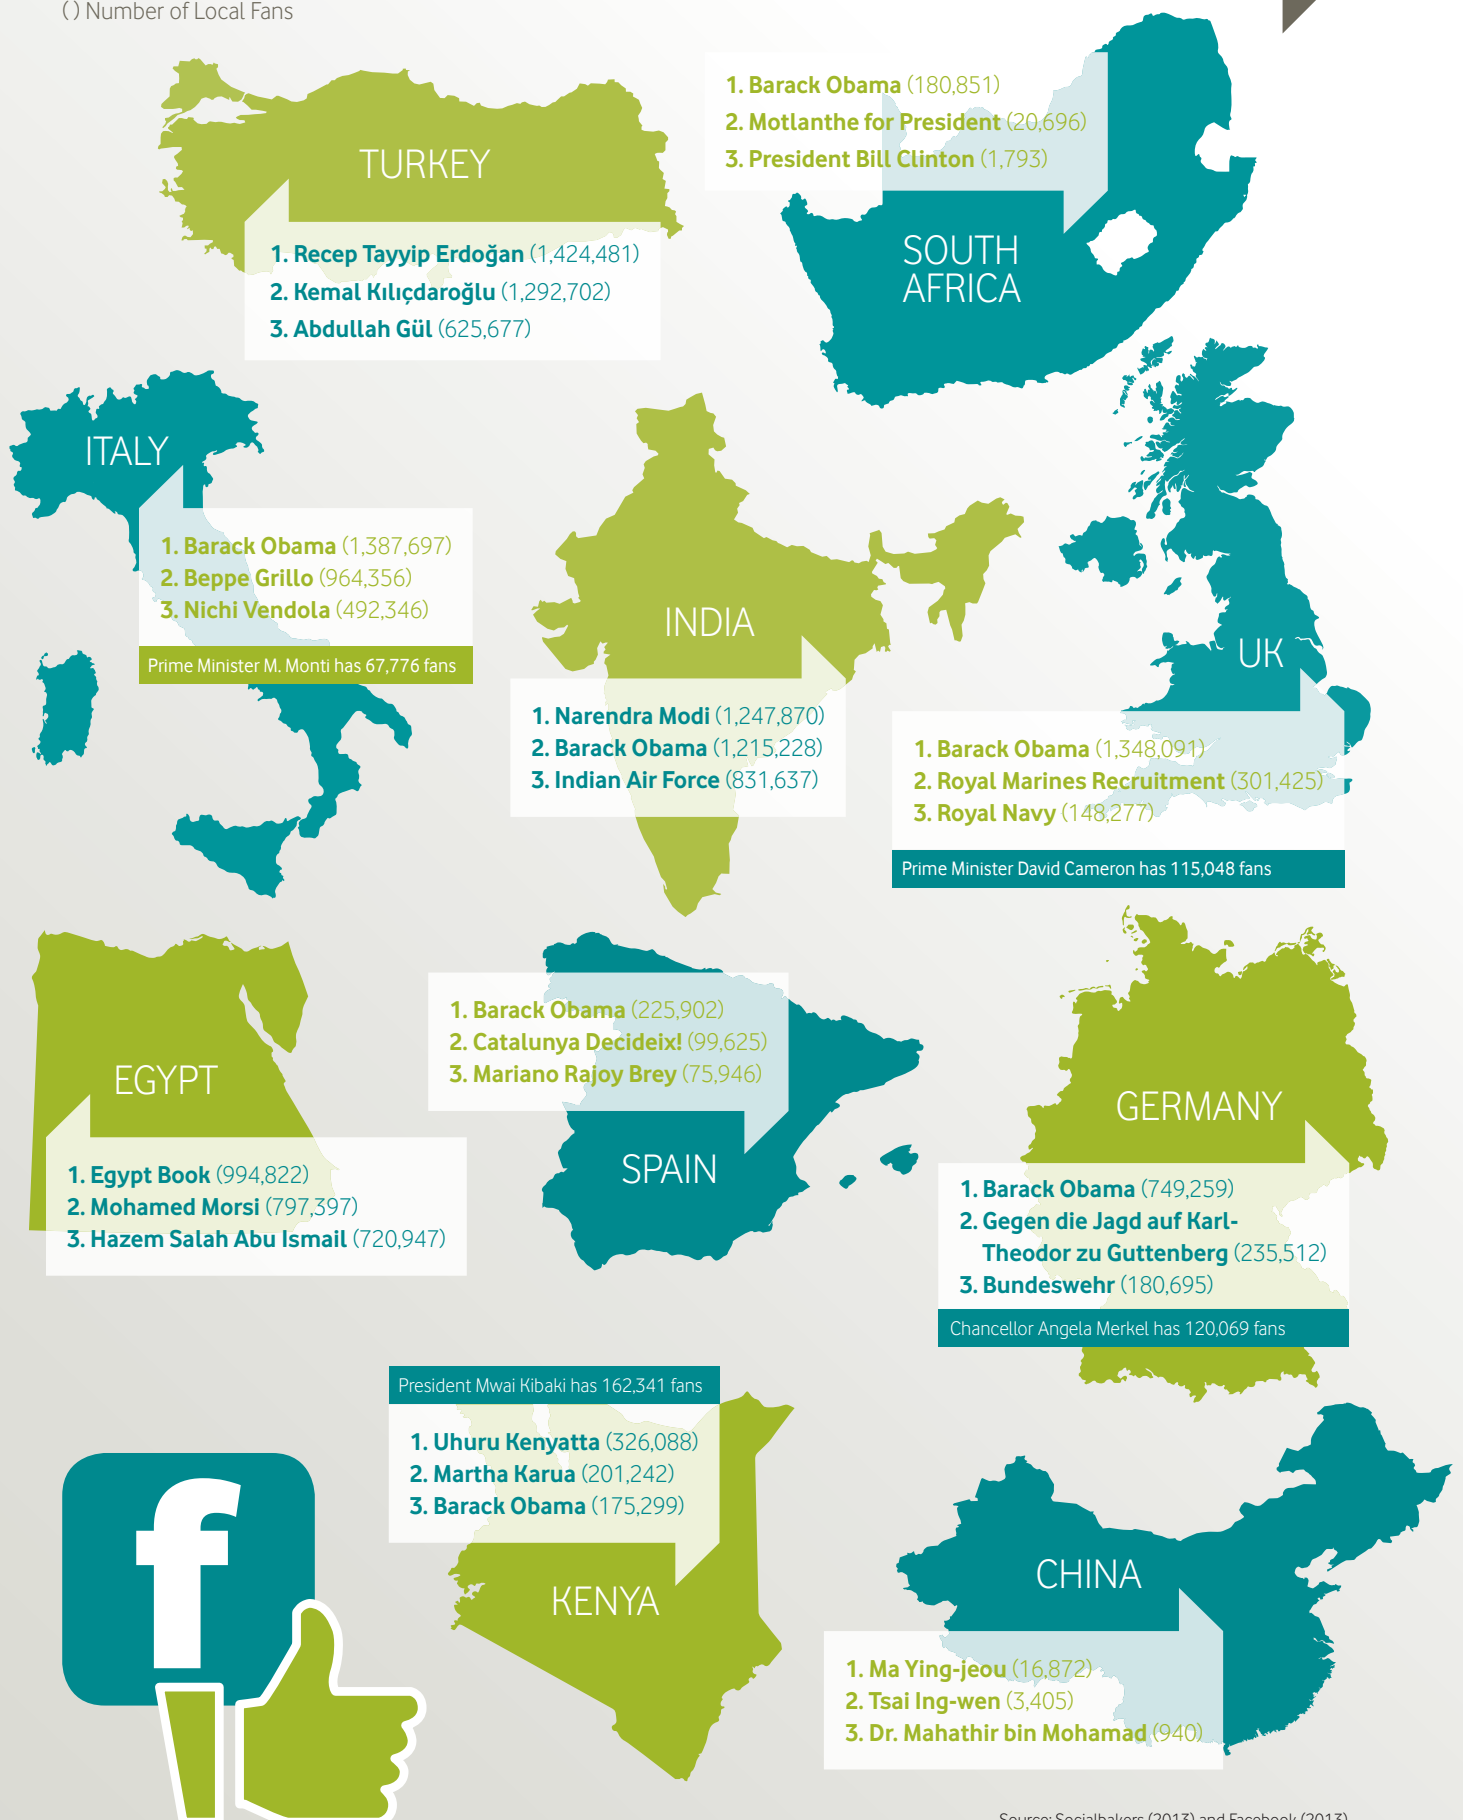 () Number of Local Fans
TURKEY
1. Recep Tayyip Erdoğan (1,424,481)
2. Kemal Kılıçdaroğlu (1,292,702)
3. Abdullah Gül (625,677)
1. Barack Obama (180,851)
2. Motlanthe for President (20,696)
3. President Bill Clinton (1,793)
SOUTH
AFRICA
ITALY
1. Barack Obama (1,387,697)
2. Beppe Grillo (964,356)
3. Nichi Vendola (492,346)
Prime Minister M. Monti has 67,776 fans
INDIA
1. Narendra Modi (1,247,870)
2. Barack Obama (1,215,228)
3. Indian Air Force (831,637)
UK
1. Barack Obama (1,348,091)
2. Royal Marines Recruitment (301,425)
3. Royal Navy (148,277)
Prime Minister David Cameron has 115,048 fans
EGYPT
1. Egypt Book (994,822)
2. Mohamed Morsi (797,397)
3. Hazem Salah Abu Ismail (720,947)
1. Barack Obama (225,902)
2. Catalunya Decideix! (99,625)
3. Mariano Rajoy Brey (75,946)
SPAIN
GERMANY
1. Barack Obama (749,259)
2. Gegen die Jagd auf Karl-
Theodor zu Guttenberg (235,512)
3. Bundeswehr (180,695)
Chancellor Angela Merkel has 120,069 fans
President Mwai Kibaki has 162,341 fans
1. Uhuru Kenyatta (326,088)
2. Martha Karua (201,242)
3. Barack Obama (175,299)
KENYA
f
CHINA
1. Ma Ying-jeou (16,872)
2. Tsai Ing-wen (3,405)
3. Dr. Mahathir bin Mohamad (940)
Source: Socialbakers (2013) and Facebook (2013)